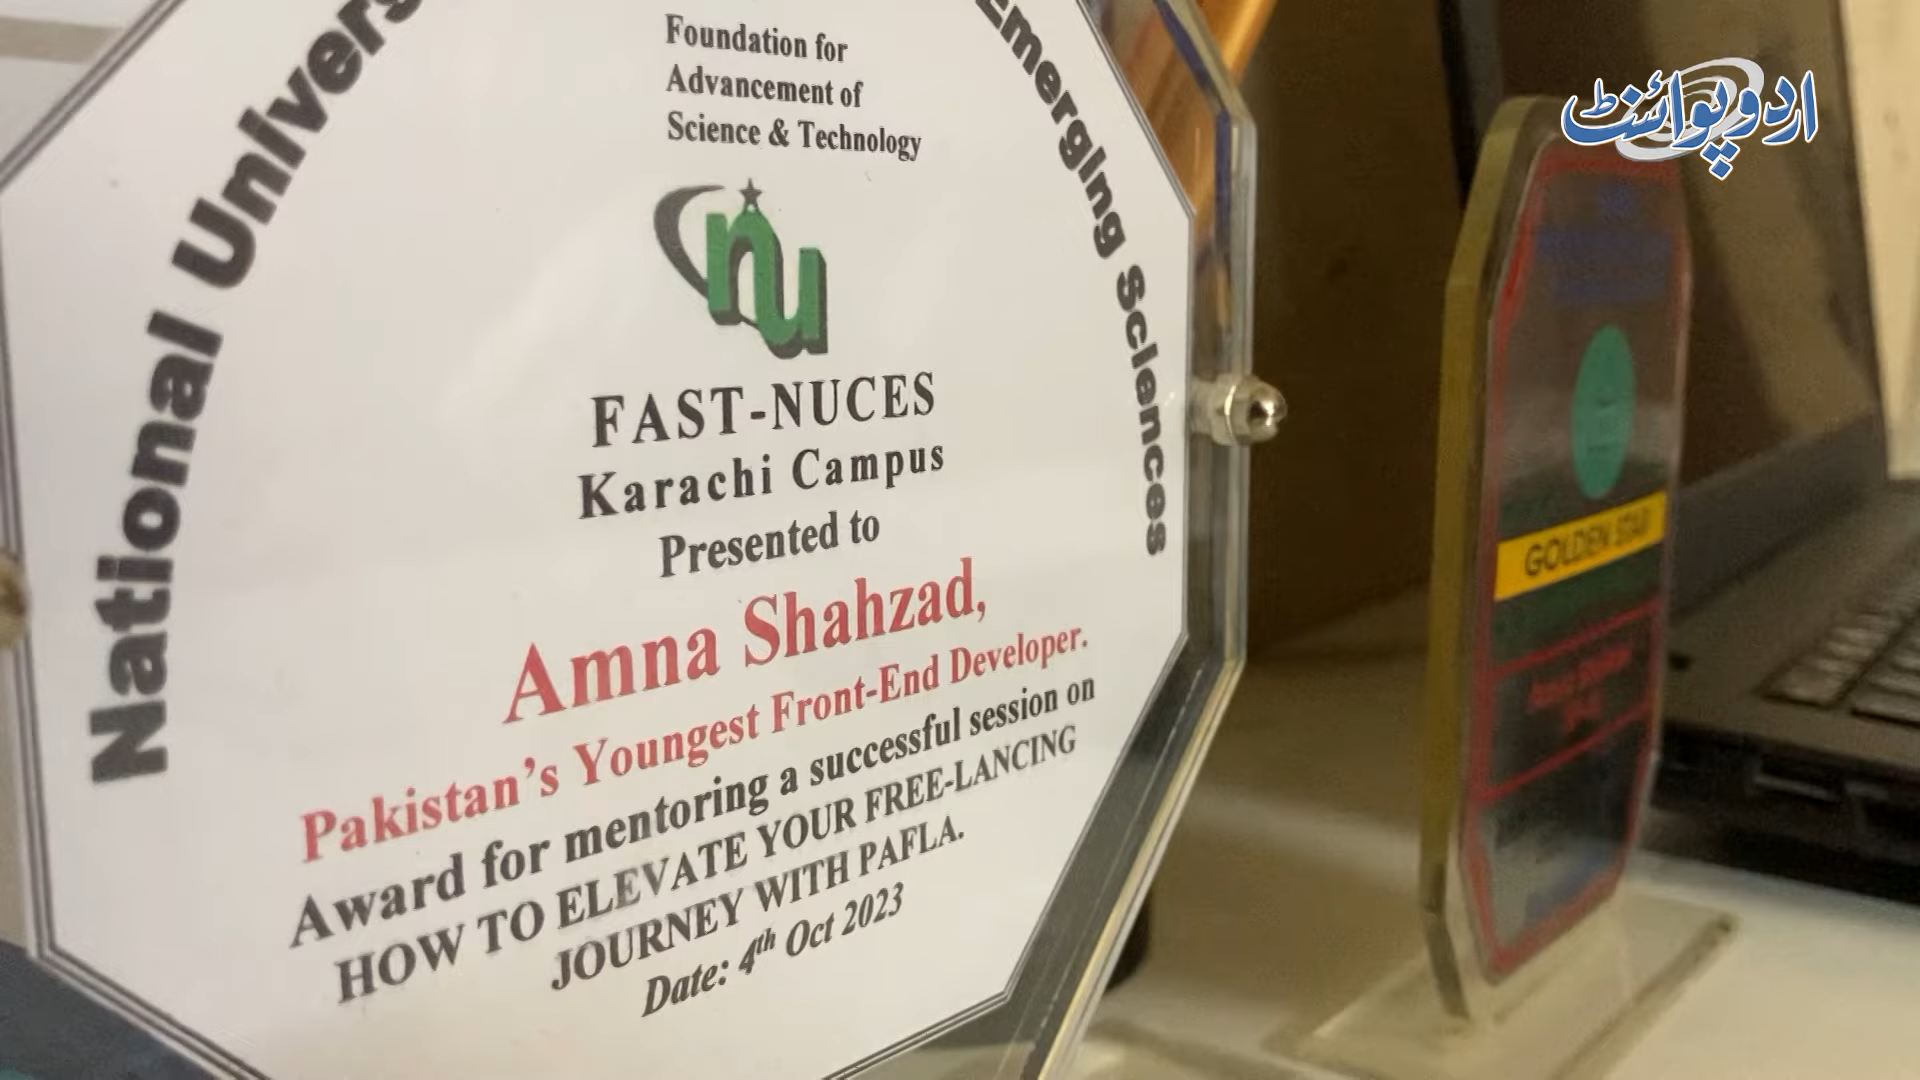 National Univers
Emerging Sciences
Foundation for
Advancement of
Science & Technology
nu
FAST-NUCES
Karachi Campus
Presented to
Amna Shahzad,
Pakistan's Youngest Front-End Developer.
Award for mentoring a successful session on
HOW TO ELEVATE YOUR FREE-LANCING
JOURNEY WITH PAFLA.
Date: 4th Oct 2023
اردو پوائنٹ
GOLDEN STAR